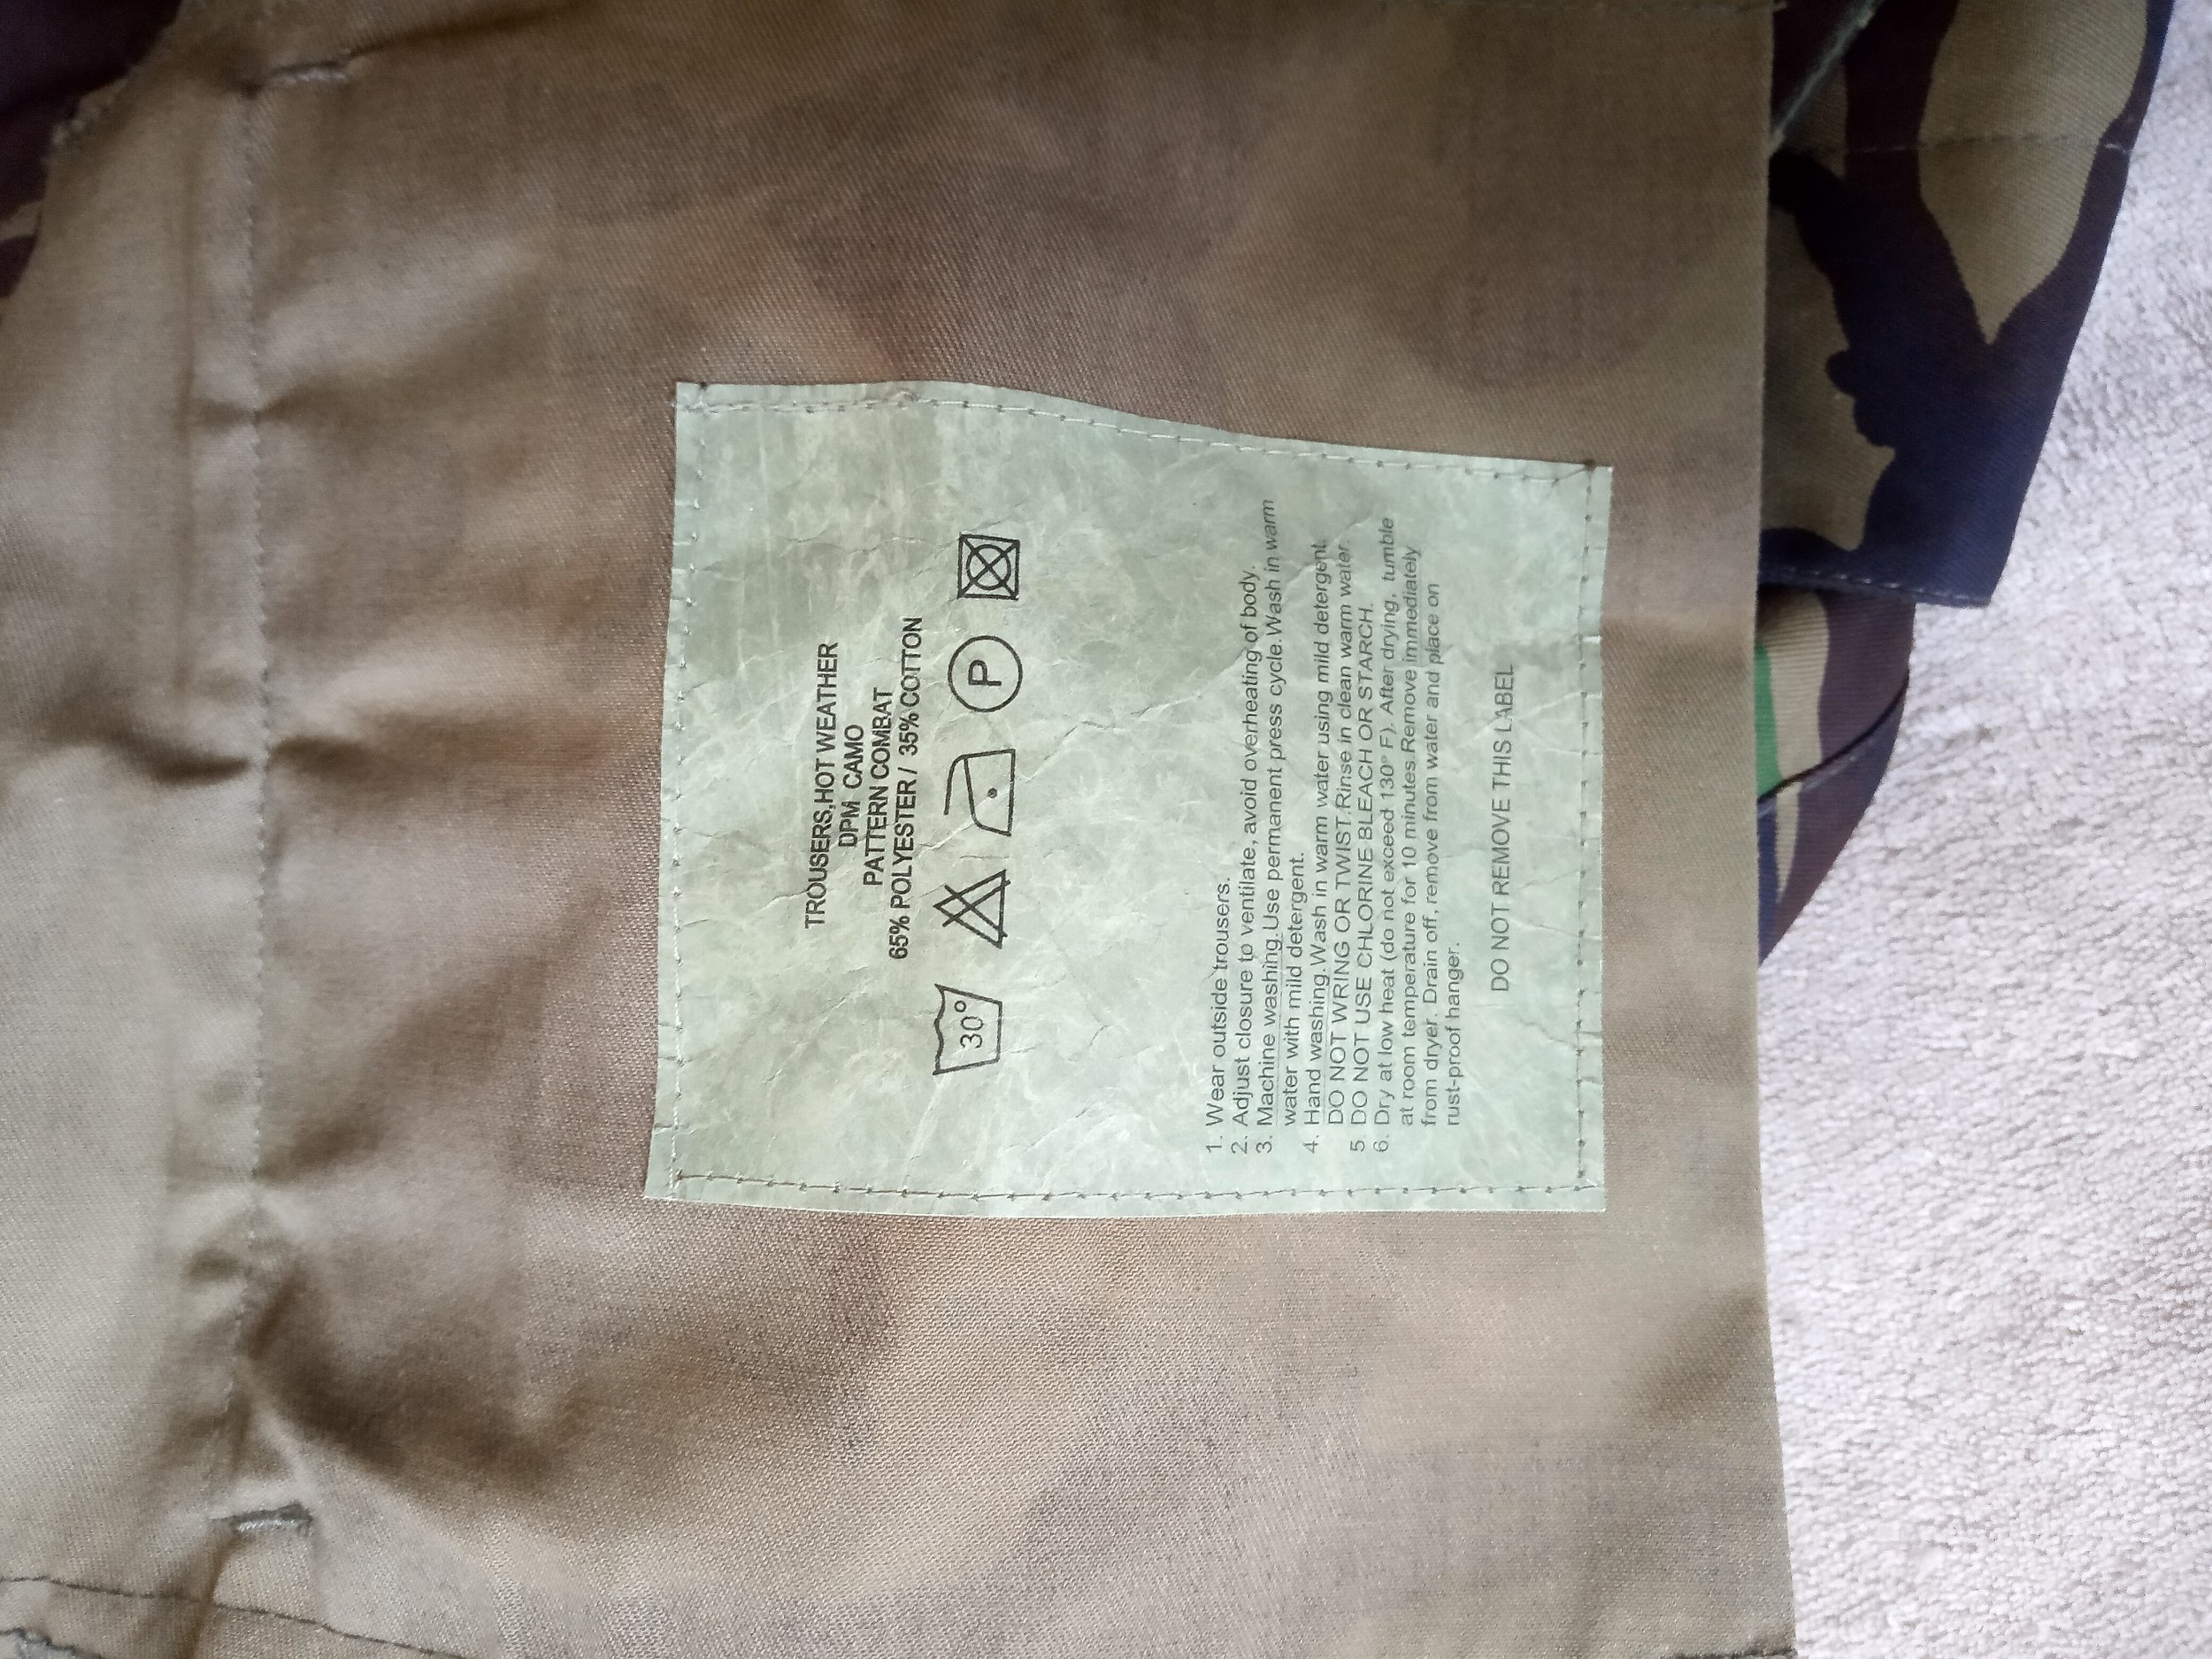 TROUSERS,HOT WEATHER
DPM CAMO
PATTERN COMBAT
65% POLYESTER / 35% COTTON
30° P
1. Wear outside trousers.
2. Adjust closure to ventilate, avoid overheating of body.
3. Machine washing.Use permanent press cycle.Wash in warm
water with mild detergent.
4. Hand washing.Wash in warm water using mild detergent.
DO NOT WRING OR TWIST.Rinse in clean warm water.
5. DO NOT USE CHLORINE BLEACH OR STARCH.
6. Dry at low heat (do not exceed 130° F). After drying, tumble
at room temperature for 10 minutes.Remove immediately
from dryer. Drain off, remove from water and place on
rust-proof hanger.
DO NOT REMOVE THIS LABEL